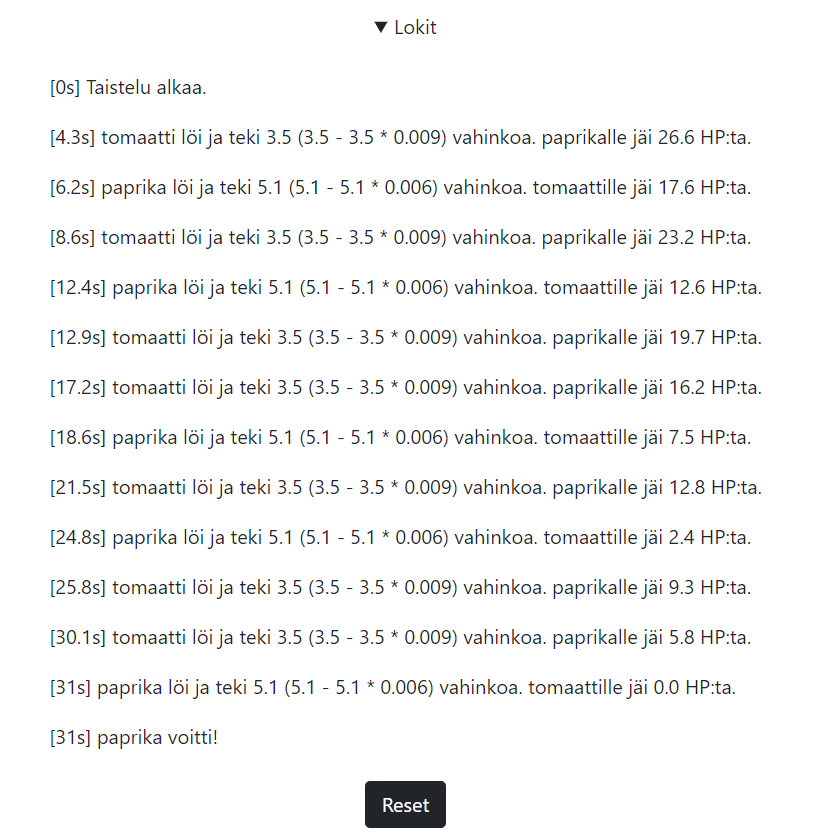 ▼ Lokit
[0s] Taistelu alkaa.
[4.3s] tomaatti löi ja teki 3.5 (3.5 - 3.5 * 0.009) vahinkoa. paprikalle jäi 26.6 HP:ta.
[6.2s] paprika löi ja teki 5.1 (5.1 - 5.1 * 0.006) vahinkoa. tomaattille jäi 17.6 HP:ta.
[8.6s] tomaatti löi ja teki 3.5 (3.5 - 3.5 * 0.009) vahinkoa. paprikalle jäi 23.2 HP:ta.
[12.4s] paprika löi ja teki 5.1 (5.1 - 5.1 * 0.006) vahinkoa. tomaattille jäi 12.6 HP:ta.
[12.9s] tomaatti löi ja teki 3.5 (3.5 - 3.5 * 0.009) vahinkoa. paprikalle jäi 19.7 HP:ta.
[17.2s] tomaatti löi ja teki 3.5 (3.5 - 3.5 * 0.009) vahinkoa. paprikalle jäi 16.2 HP:ta.
[18.6s] paprika löi ja teki 5.1 (5.1 - 5.1 * 0.006) vahinkoa. tomaattille jäi 7.5 HP:ta.
[21.5s] tomaatti löi ja teki 3.5 (3.5 - 3.5 * 0.009) vahinkoa. paprikalle jäi 12.8 HP:ta.
[24.8s] paprika löi ja teki 5.1 (5.1 - 5.1 * 0.006) vahinkoa. tomaattille jäi 2.4 HP:ta.
[25.8s] tomaatti löi ja teki 3.5 (3.5 - 3.5 * 0.009) vahinkoa. paprikalle jäi 9.3 HP:ta.
[30.1s] tomaatti löi ja teki 3.5 (3.5 - 3.5 * 0.009) vahinkoa. paprikalle jäi 5.8 HP:ta.
[31s] paprika löi ja teki 5.1 (5.1 - 5.1 * 0.006) vahinkoa. tomaattille jäi 0.0 HP:ta.
[31s] paprika voitti!
Reset